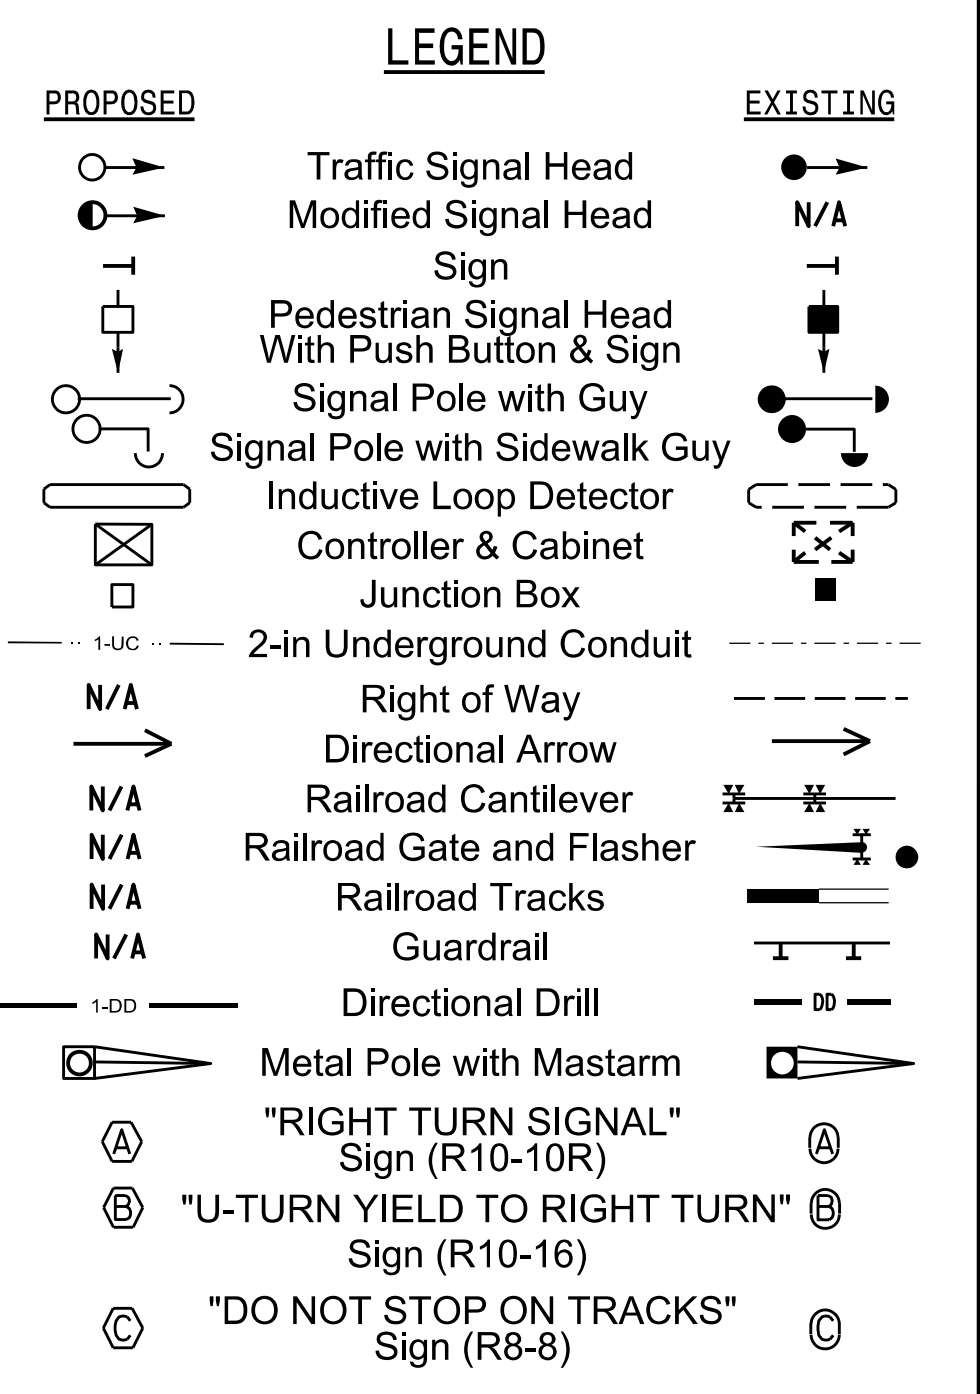 LEGEND
PROPOSED EXISTING
Traffic Signal Head
Modified Signal Head N/A
Sign
Pedestrian Signal Head
With Push Button & Sign
Signal Pole with Guy
Signal Pole with Sidewalk Guy
Inductive Loop Detector
Controller & Cabinet
Junction Box
1-UC 2-in Underground Conduit
N/A Right of Way
Directional Arrow
N/A Railroad Cantilever
N/A Railroad Gate and Flasher
N/A Railroad Tracks
N/A Guardrail
1-DD Directional Drill DD
Metal Pole with Mastarm
"RIGHT TURN SIGNAL"
A Sign (R10-10R) A
B "U-TURN YIELD TO RIGHT TURN" B
Sign (R10-16)
"DO NOT STOP ON TRACKS"
C Sign (R8-8) C